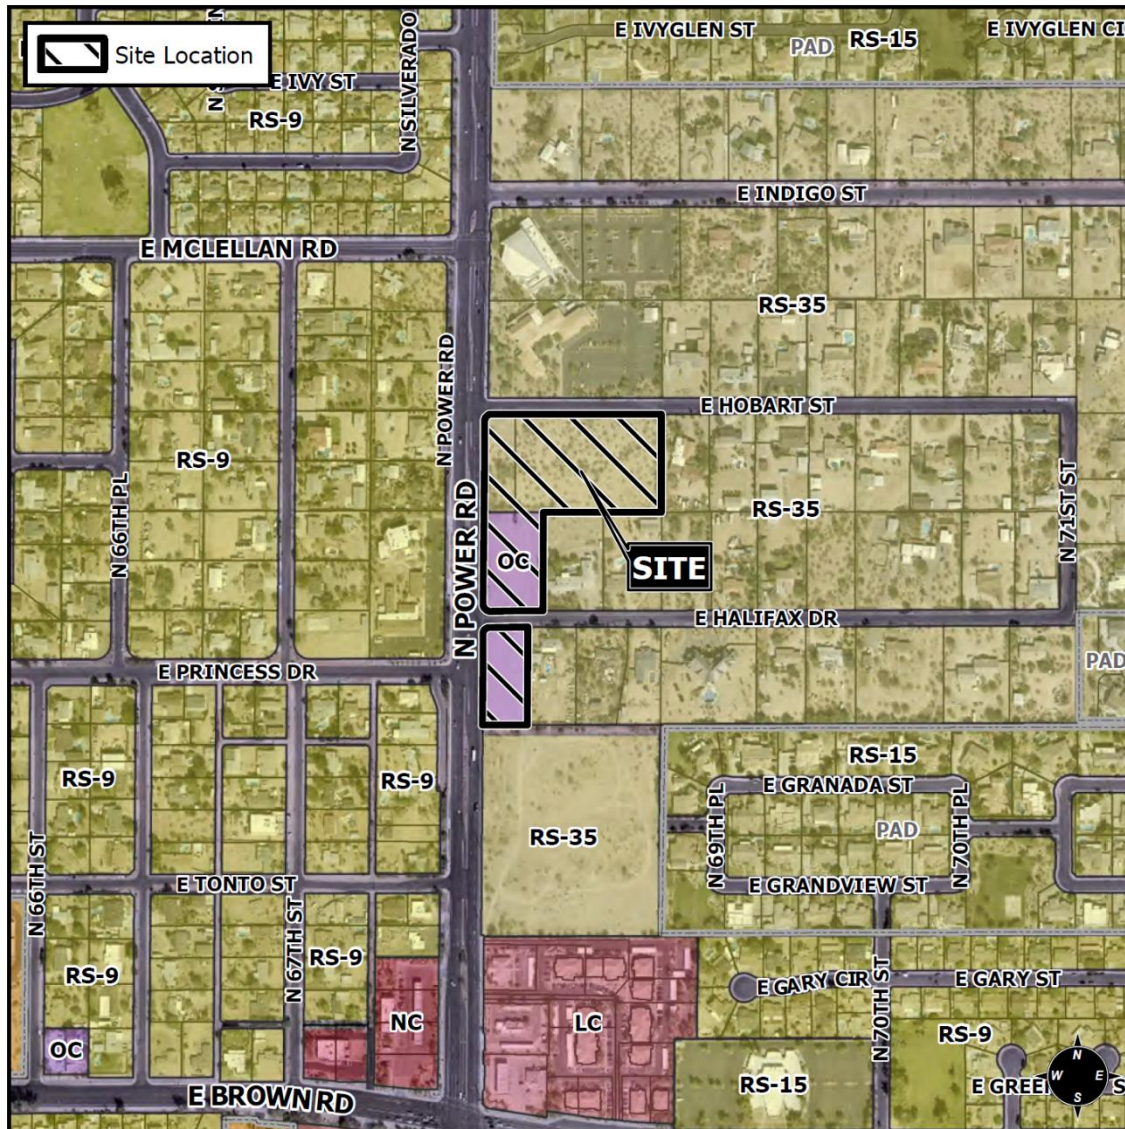 E IVYGLEN ST
PAD
RS-15
E IVYGLEN CI
Site Location
E IVY ST
RS-9
N SILVERADO
E INDIGO ST
E MCLELLAN RD
RS-35
N POWER RD
E HOBART ST
RS-9
N 66TH PL
N POWER RD
RS-35
N 71ST ST
OC
SITE
E HALIFAX DR
E PRINCESS DR
PAD
RS-9
RS-9
RS-15
E GRANADA ST
RS-35
N 69TH PL
PAD
N 70TH PL
N 66TH ST
E TONTO ST
E GRANDVIEW ST
N 67TH ST
RS-9
RS-9
E GARY CIR
E GARY ST
N 70TH ST
NC
LC
RS-9
OC
RS-15
E BROWN RD
N
W
E
S
E GREEN